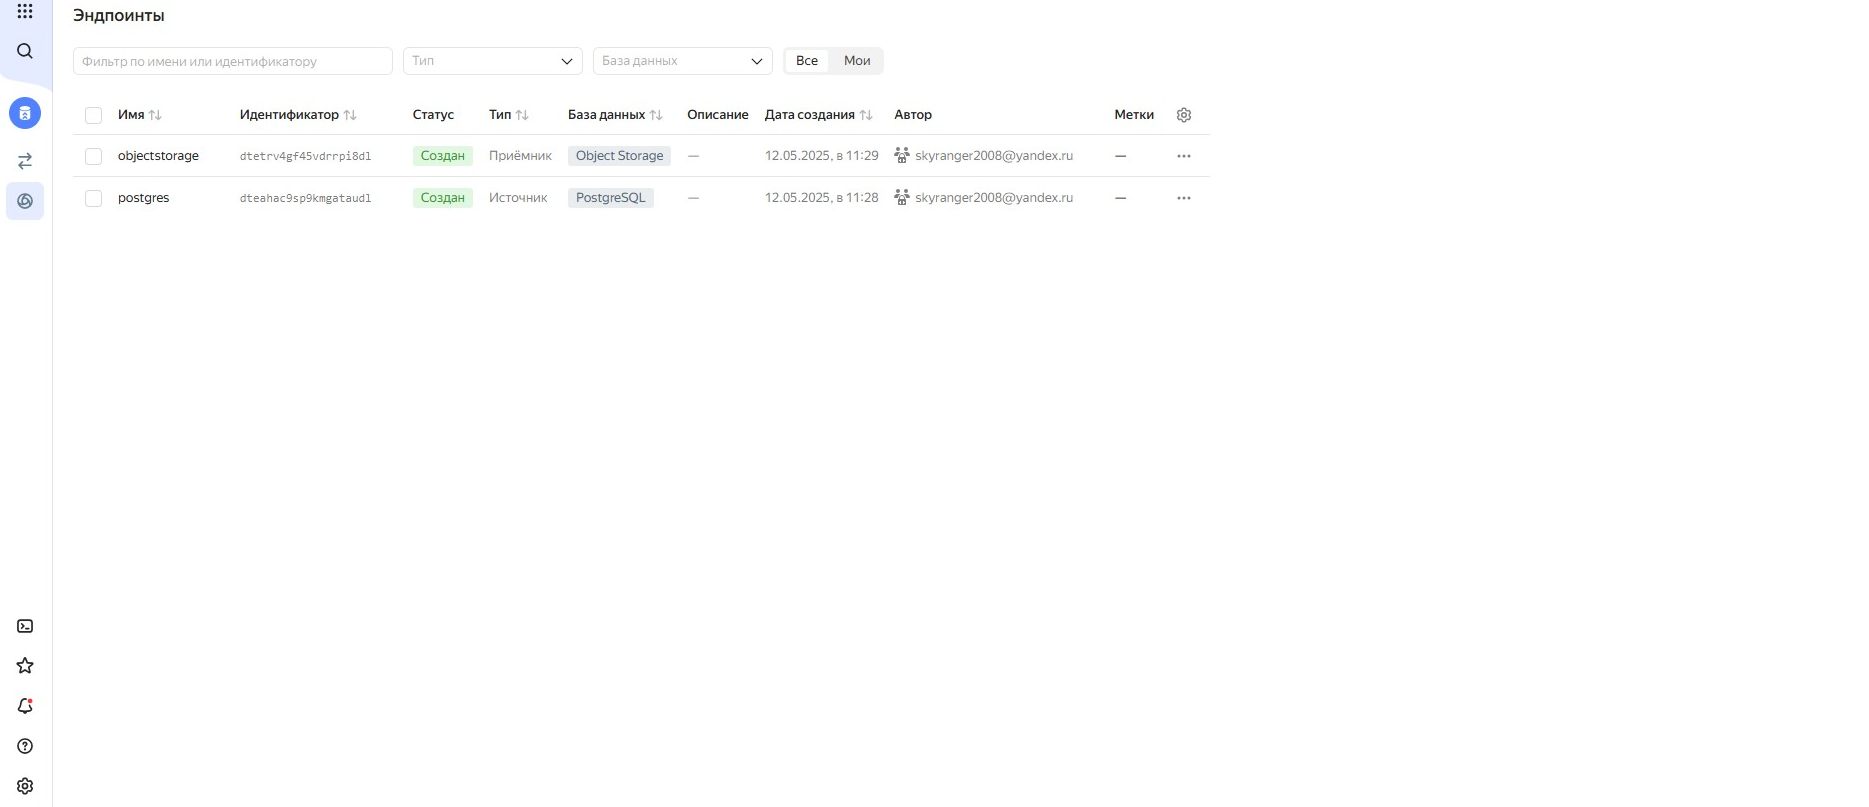 Эндпоинты
Фильтр по имени или идентификатору Тип База данных Все Мои
Имя Идентификатор Статус Тип База данных Описание Дата создания Автор Метки
objectstorage dtetrv4gf45vdrrpi8dl Создан Приёмник Object Storage — 12.05.2025, в 11:29 skyranger2008@yandex.ru —
postgres dteahac9sp9kmgataudl Создан Источник PostgreSQL — 12.05.2025, в 11:28 skyranger2008@yandex.ru —